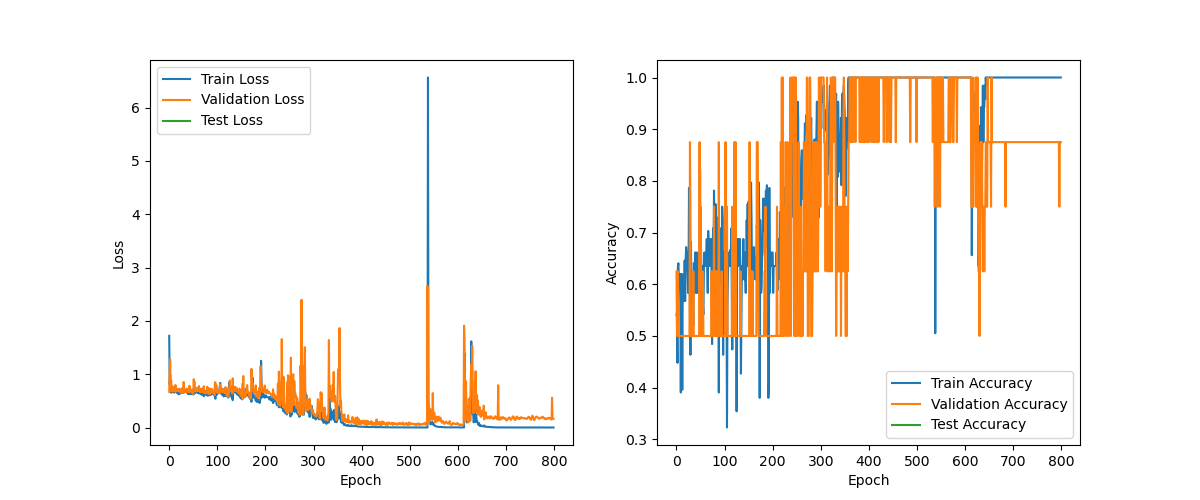 Train Loss
Validation Loss
Test Loss
6
5
4
3
2
1
0
Loss
0 100 200 300 400 500 600 700 800
Epoch
1.0
0.9
0.8
0.7
0.6
0.5
0.4
0.3
Accuracy
Train Accuracy
Validation Accuracy
Test Accuracy
0 100 200 300 400 500 600 700 800
Epoch